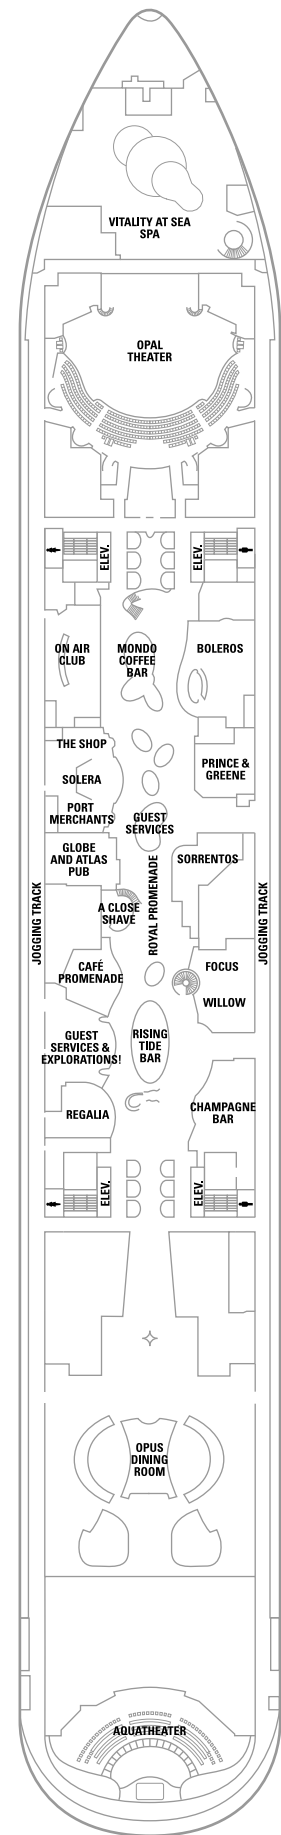 VITALITY AT SEA
SPA
OPAL
THEATER
ELEV.
ELEV.
ON AIR
CLUB
MONDO
COFFEE
BAR
BOLEROS
THE SHOP
SOLERA
PORT
MERCHANTS
PRINCE &
GREENE
GUEST
SERVICES
GLOBE
AND ATLAS
PUB
SORRENTOS
JOGGING TRACK
A CLOSE
SHAVE
ROYAL PROMENADE
JOGGING TRACK
CAFÉ
PROMENADE
FOCUS
WILLOW
GUEST
SERVICES &
EXPLORATIONS!
RISING
TIDE
BAR
REGALIA
CHAMPAGNE
BAR
ELEV.
ELEV.
OPUS
DINING
ROOM
AQUATHEATER